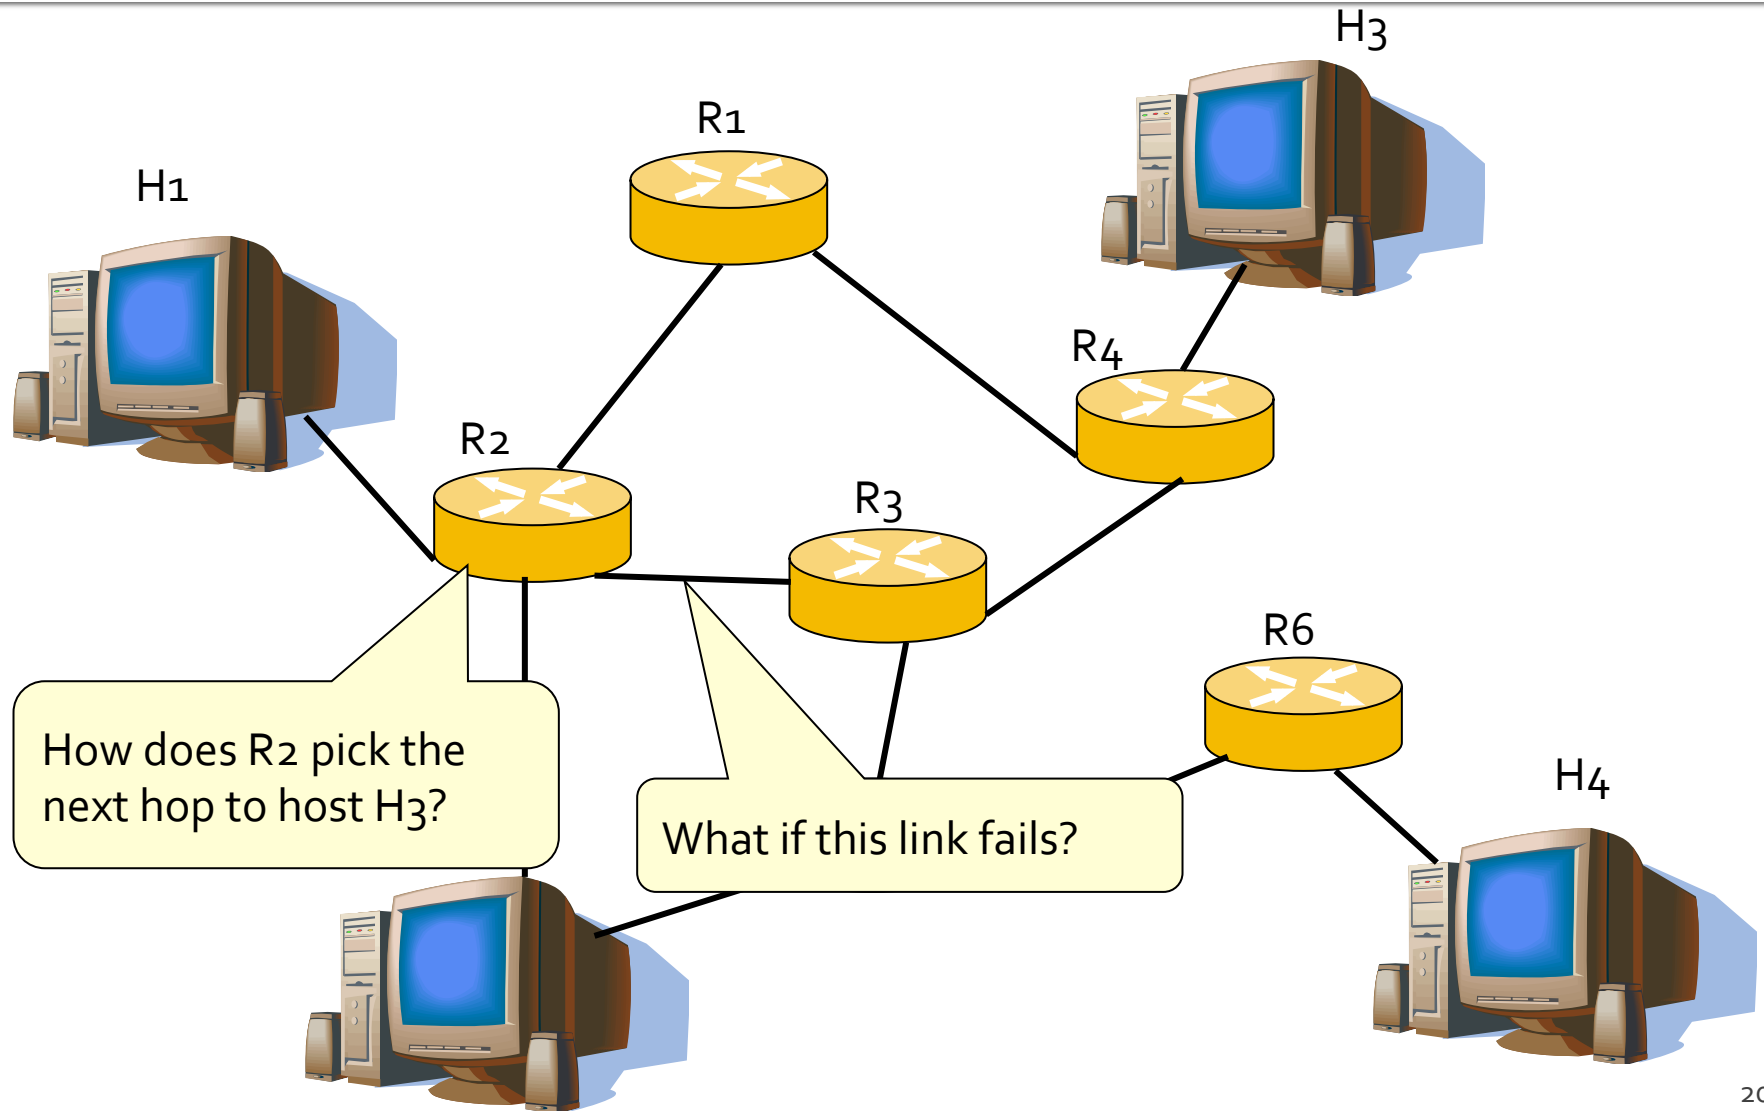 H3
R1
H1
R4
R2
R3
R6
How does R2 pick the
next hop to host H3?
H4
What if this link fails?
20